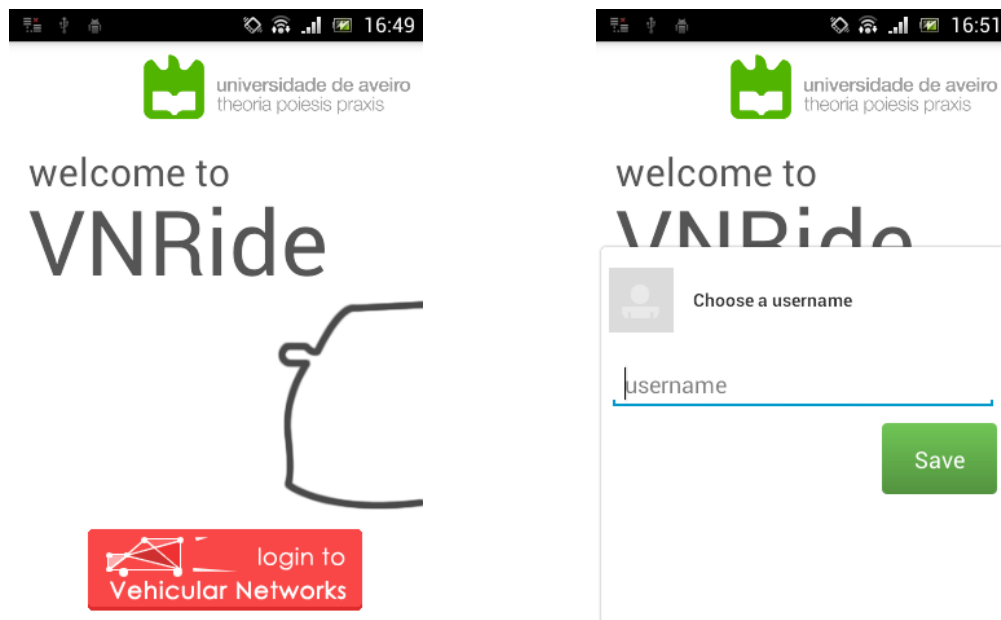 16:49
universidade de aveiro
theoria poiesis praxis
welcome to
VNRide
login to
Vehicular Networks
16:51
universidade de aveiro
theoria poiesis praxis
welcome to
VNRide
Choose a username
username
Save